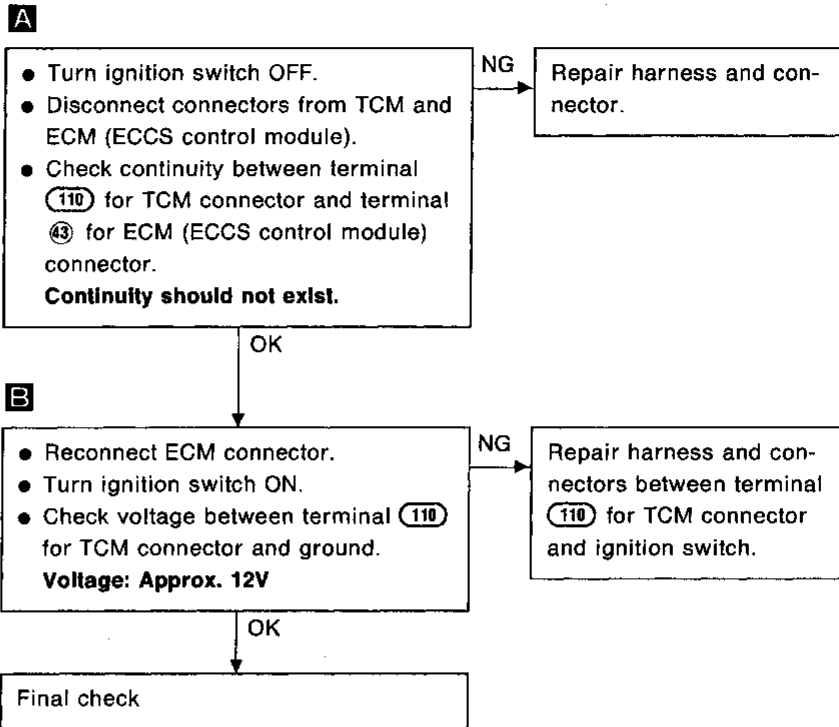 A
● Turn ignition switch OFF.
● Disconnect connectors from TCM and
ECM (ECCS control module).
● Check continuity between terminal
110 for TCM connector and terminal
43 for ECM (ECCS control module)
connector.
Continuity should not exist.
NG
Repair harness and con-
nector.
OK
B
● Reconnect ECM connector.
● Turn ignition switch ON.
● Check voltage between terminal 110
for TCM connector and ground.
Voltage: Approx. 12V
NG
Repair harness and con-
nectors between terminal
110 for TCM connector
and ignition switch.
OK
Final check